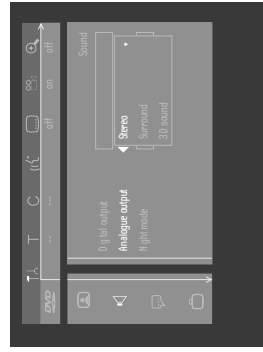 T C
DVD -- --- off on off
Sound
Digital output
Analogue output
Night mode
Stereo
Surround
3D sound